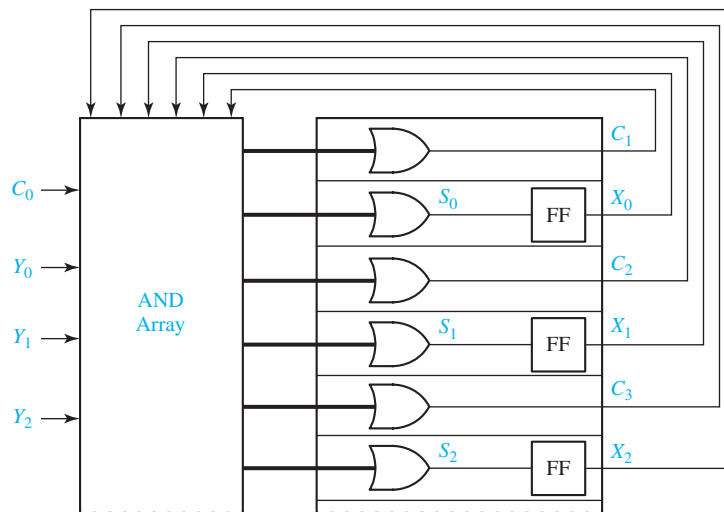 C₁
S₀ FF X₀
C₀
Y₀
C₂
AND
Array
Y₁
S₁ FF X₁
C₃
Y₂
S₂ FF X₂